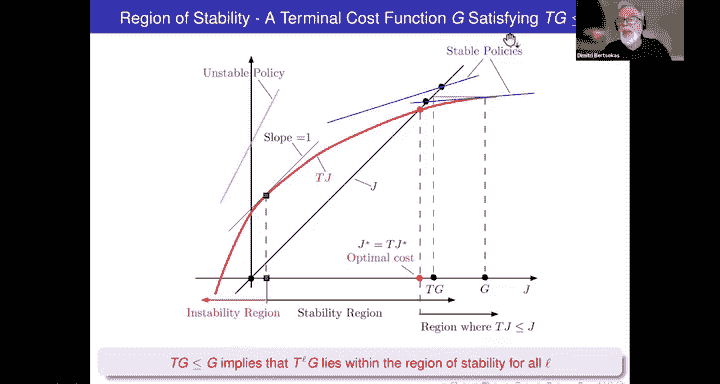 Region of Stability - A Terminal Cost Function G Satisfying TG ≤
Dimitri Bertsekas
Stable Policies
Unstable Policy
Slope =1
TJ
J
J* = TJ*
Optimal cost
TG
G
J
Instability Region
Stability Region
Region where TJ ≤ J
TG ≤ G implies that TˡG lies within the region of stability for all ℓ